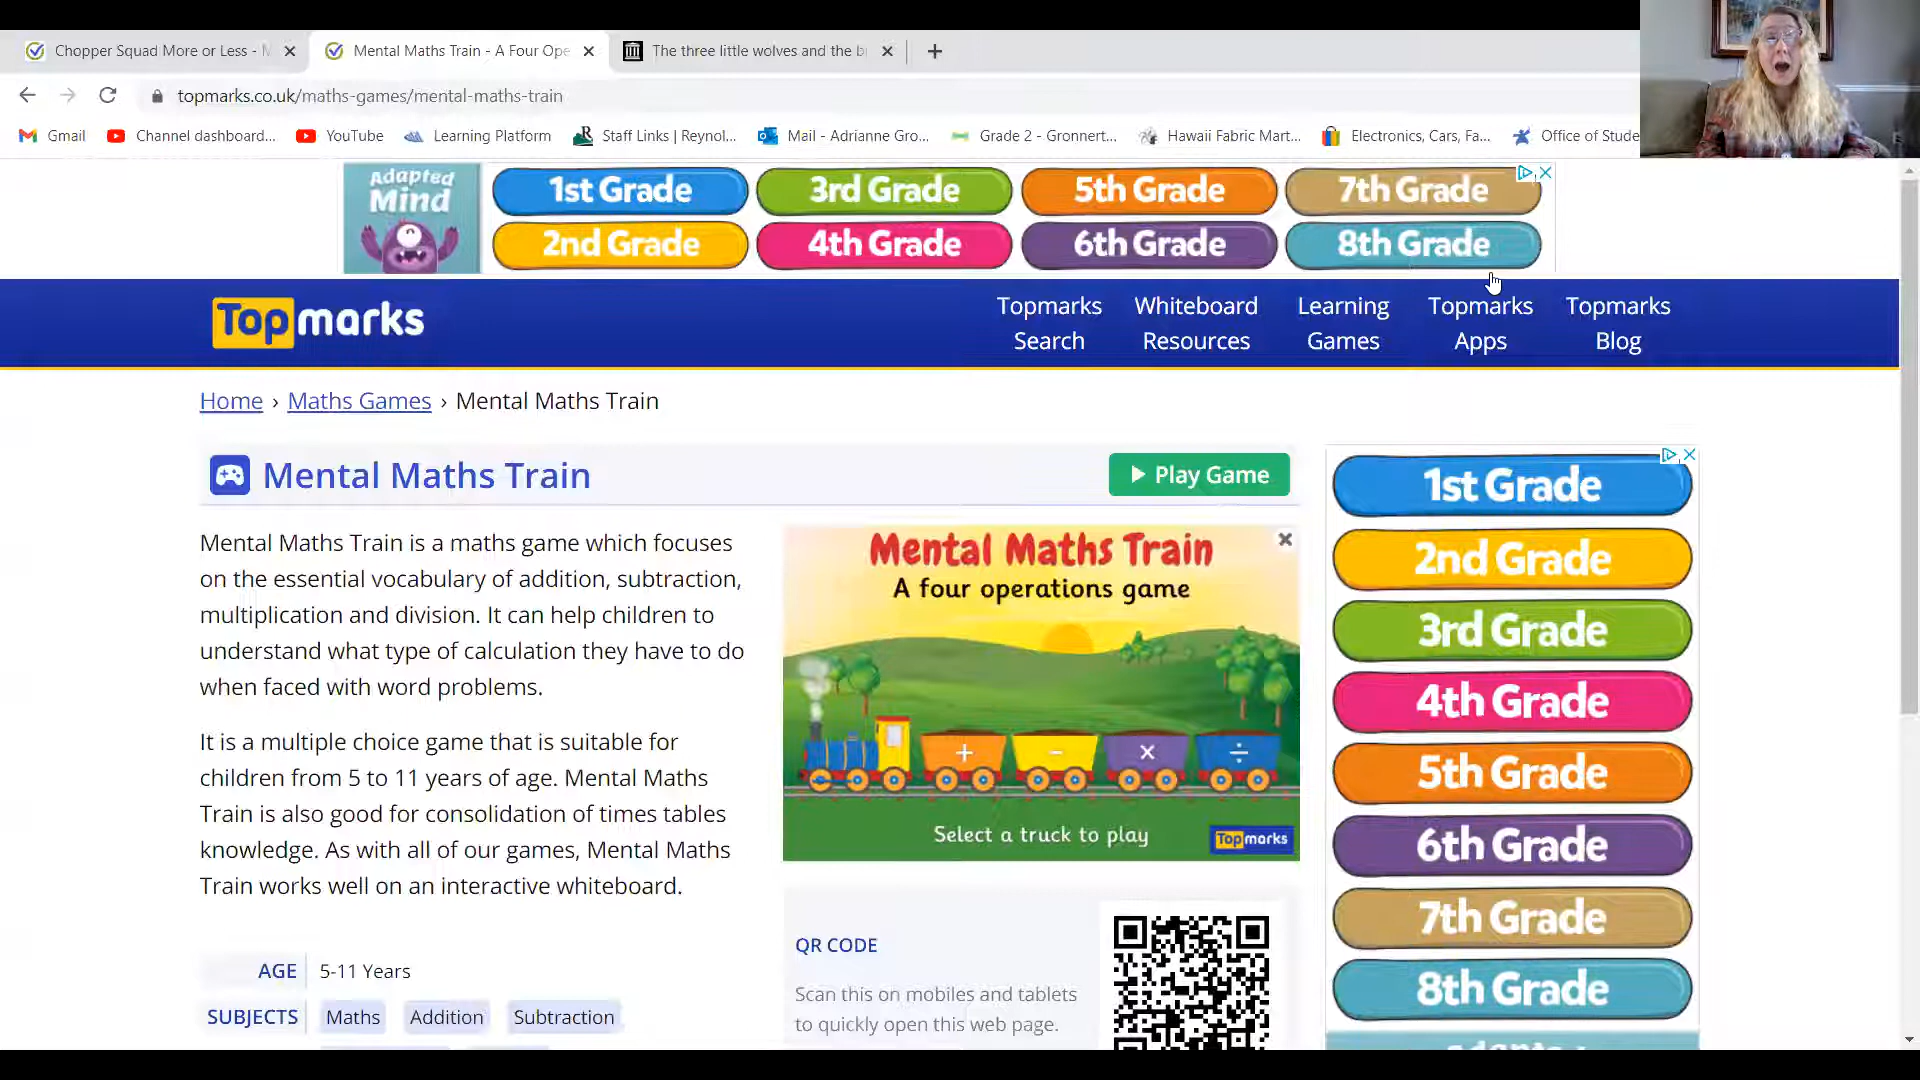 Chopper Squad More or Less - M
Mental Maths Train - A Four Ope
The three little wolves and the b
topmarks.co.uk/maths-games/mental-maths-train
Gmail
Channel dashboard...
YouTube
Learning Platform
Staff Links | Reynol...
Mail - Adrianne Gro...
Grade 2 - Gronnert...
Hawaii Fabric Mart...
Electronics, Cars, Fa...
Office of Stude
Adapted
Mind
1st Grade
3rd Grade
5th Grade
7th Grade
2nd Grade
4th Grade
6th Grade
8th Grade
Topmarks
Topmarks Search
Whiteboard Resources
Learning Games
Topmarks Apps
Topmarks Blog
Home › Maths Games › Mental Maths Train
Mental Maths Train
Play Game
Mental Maths Train is a maths game which focuses
on the essential vocabulary of addition, subtraction,
multiplication and division. It can help children to
understand what type of calculation they have to do
when faced with word problems.
It is a multiple choice game that is suitable for
children from 5 to 11 years of age. Mental Maths
Train is also good for consolidation of times tables
knowledge. As with all of our games, Mental Maths
Train works well on an interactive whiteboard.
AGE 5-11 Years
SUBJECTS Maths Addition Subtraction
Mental Maths Train
A four operations game
+ - × ÷
Select a truck to play
Topmarks
QR CODE
Scan this on mobiles and tablets
to quickly open this web page.
1st Grade
2nd Grade
3rd Grade
4th Grade
5th Grade
6th Grade
7th Grade
8th Grade